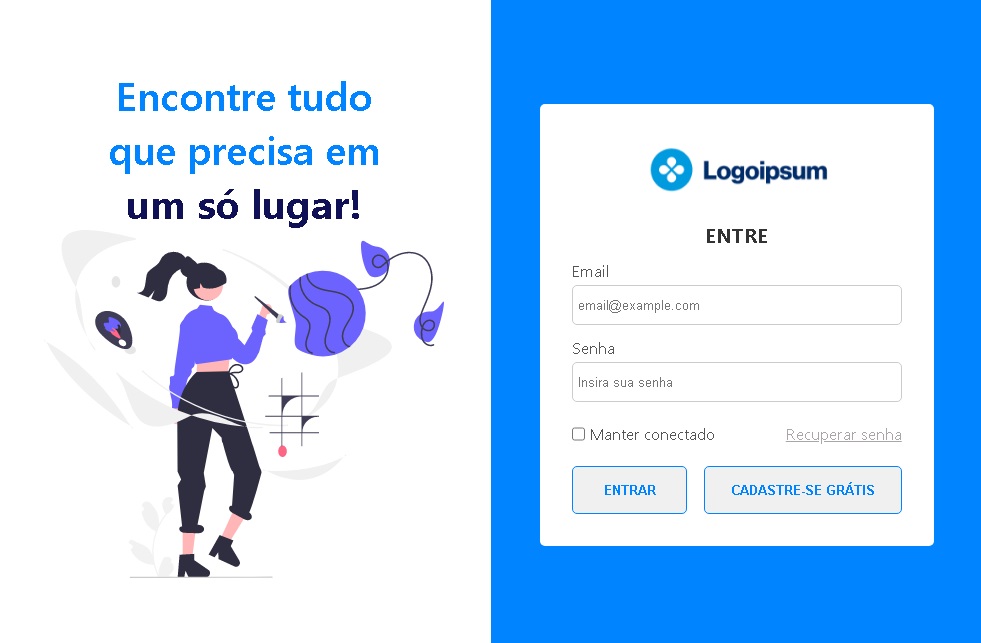 Encontre tudo
que precisa em
um só lugar!
Logoipsum
ENTRE
Email
email@example.com
Senha
Insira sua senha
Manter conectado
Recuperar senha
ENTRAR
CADASTRE-SE GRÁTIS